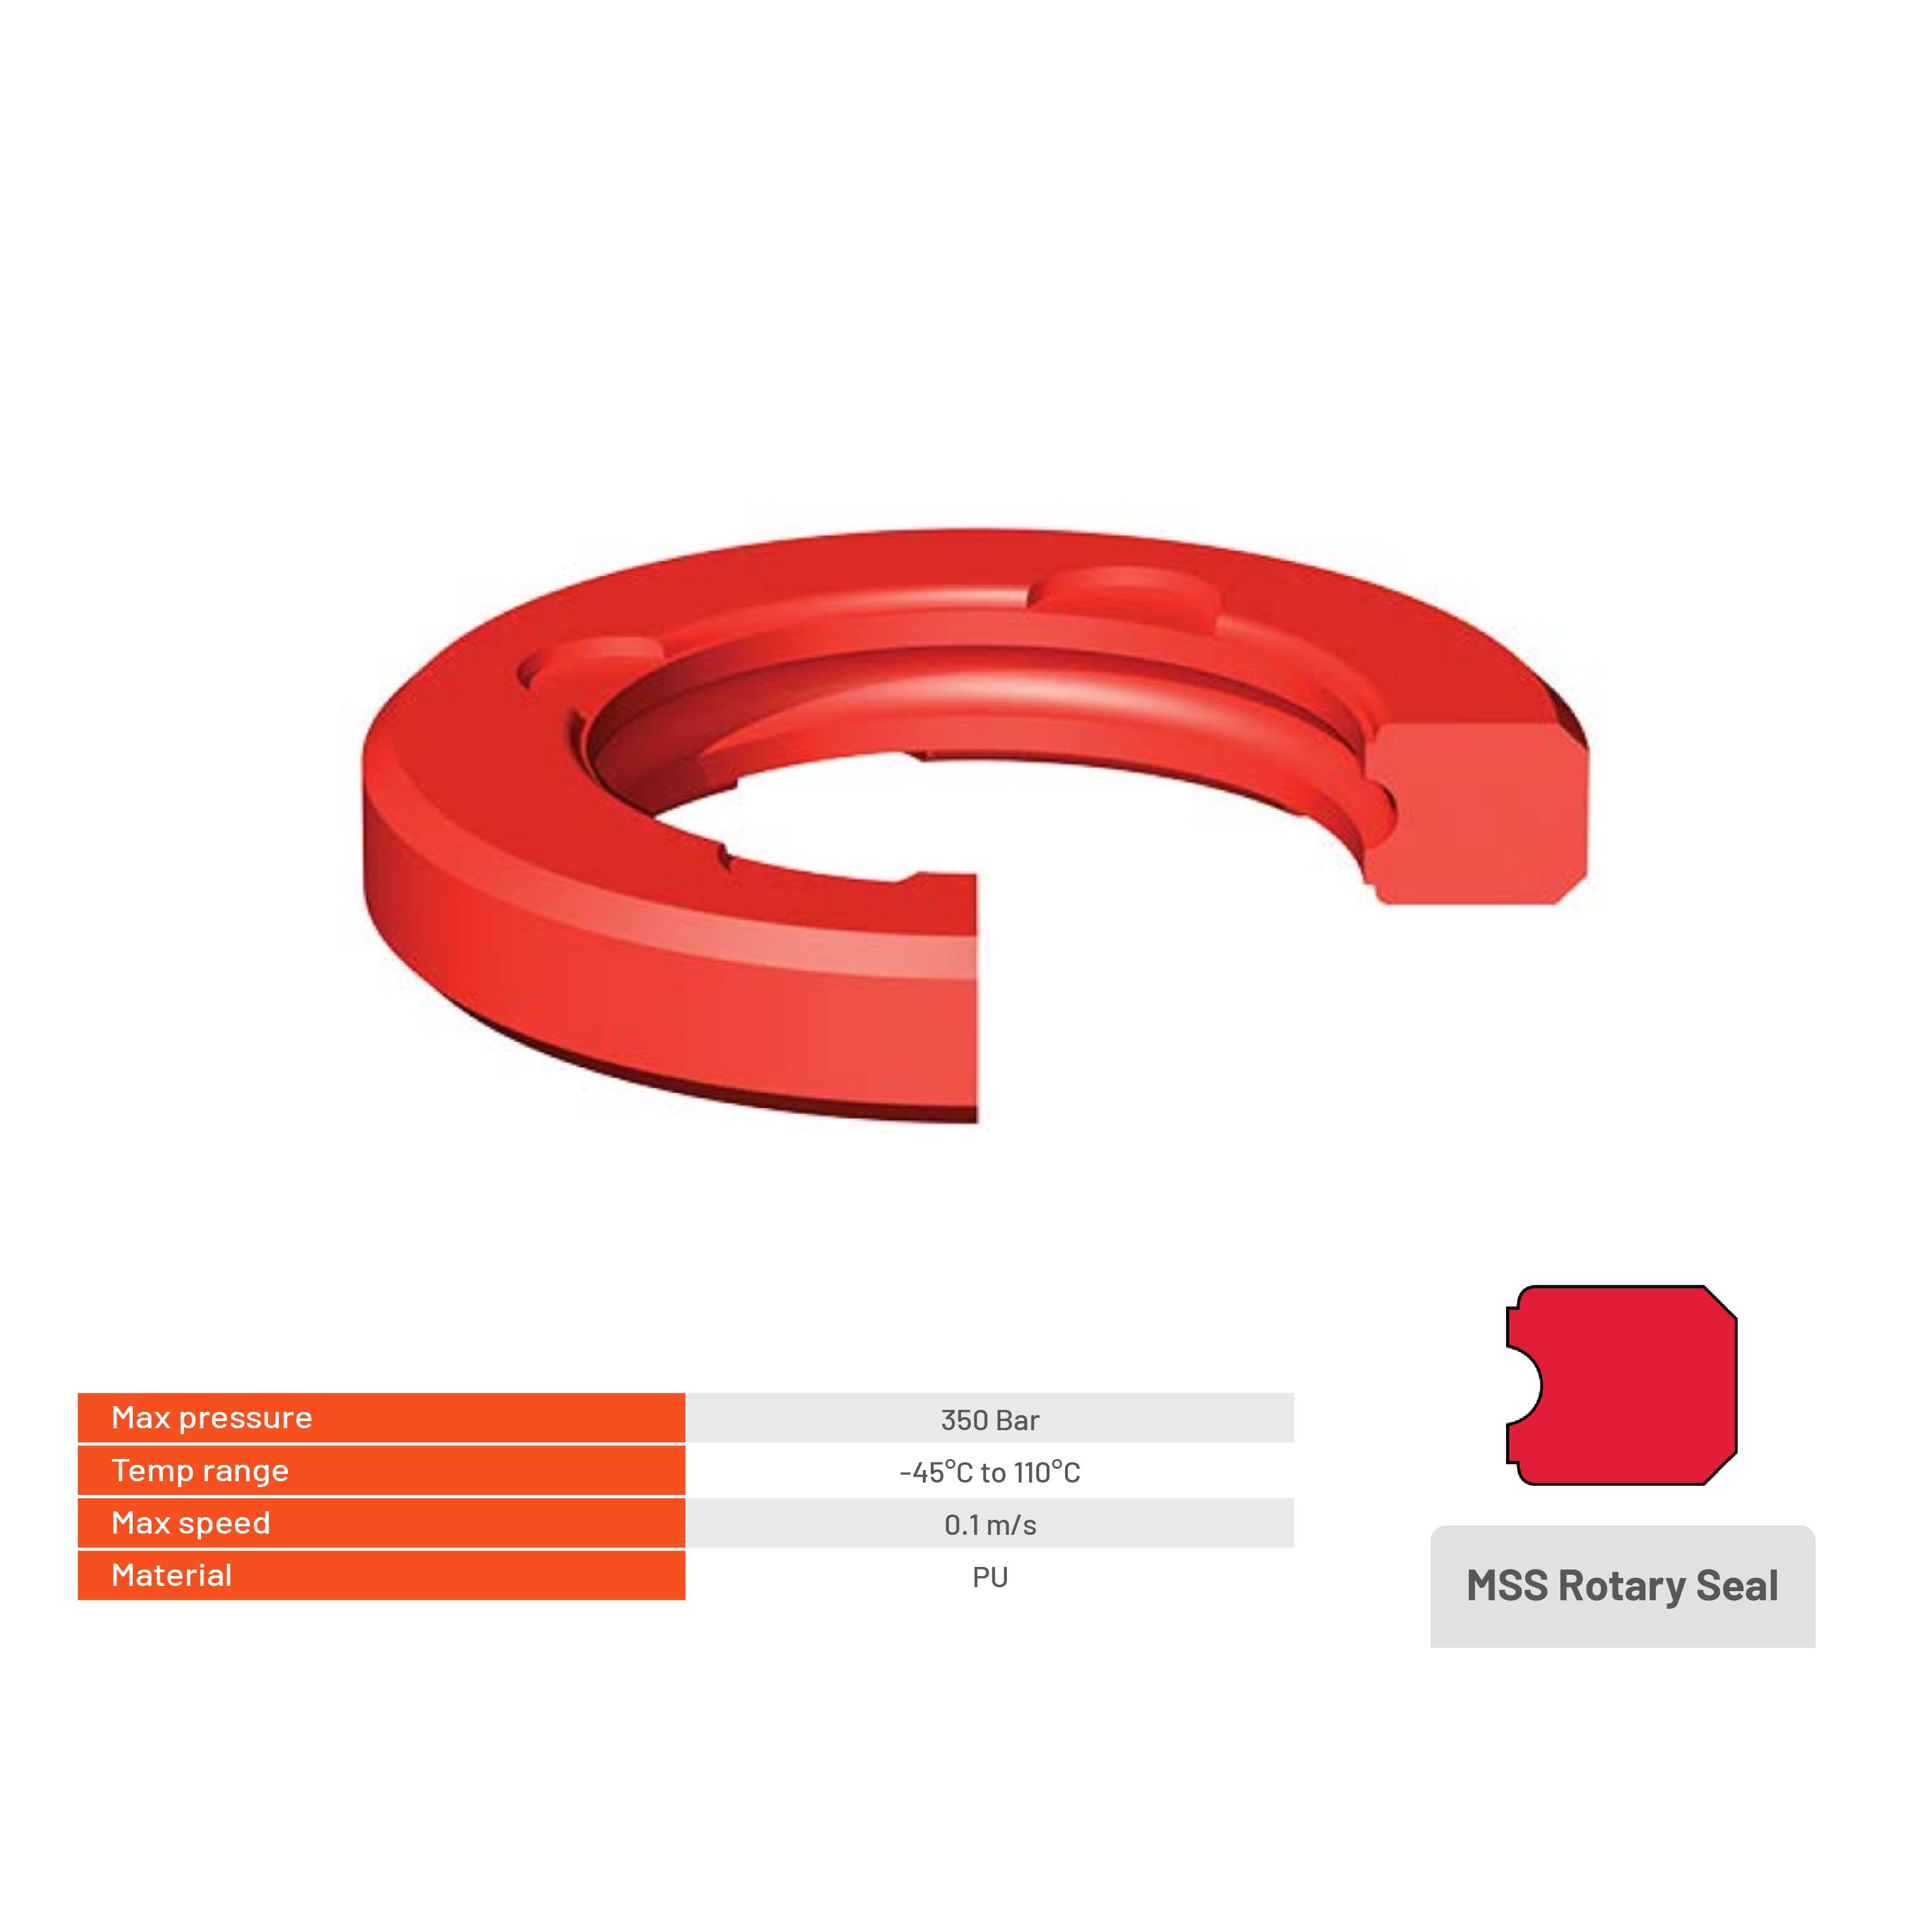 Max pressure 350 Bar
Temp range -45°C to 110°C
Max speed 0.1 m/s
Material PU
MSS Rotary Seal